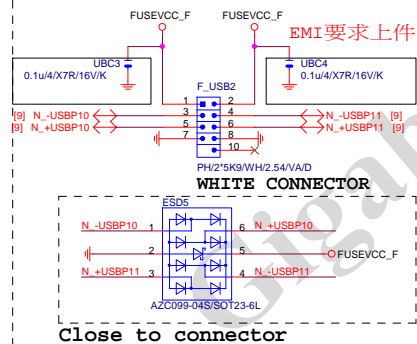 FUSEVCC_F FUSEVCC_F
EMI要求上件
UBC3
0.1u/4/X7R/16V/K
UBC4
0.1u/4/X7R/16V/K
F_USB2
1 2
[9] N_-USBP10 3 4 N_-USBP11 [9]
[9] N_+USBP10 5 6 N_+USBP11 [9]
7 8
10
PH/2*5K9/WH/2.54/VA/D
WHITE CONNECTOR
ESD5
N_-USBP10 1 6 N_+USBP10
2 5 FUSEVCC_F
N_+USBP11 3 4 N_-USBP11
AZC099-04S/SOT23-6L
Close to connector
Gigab